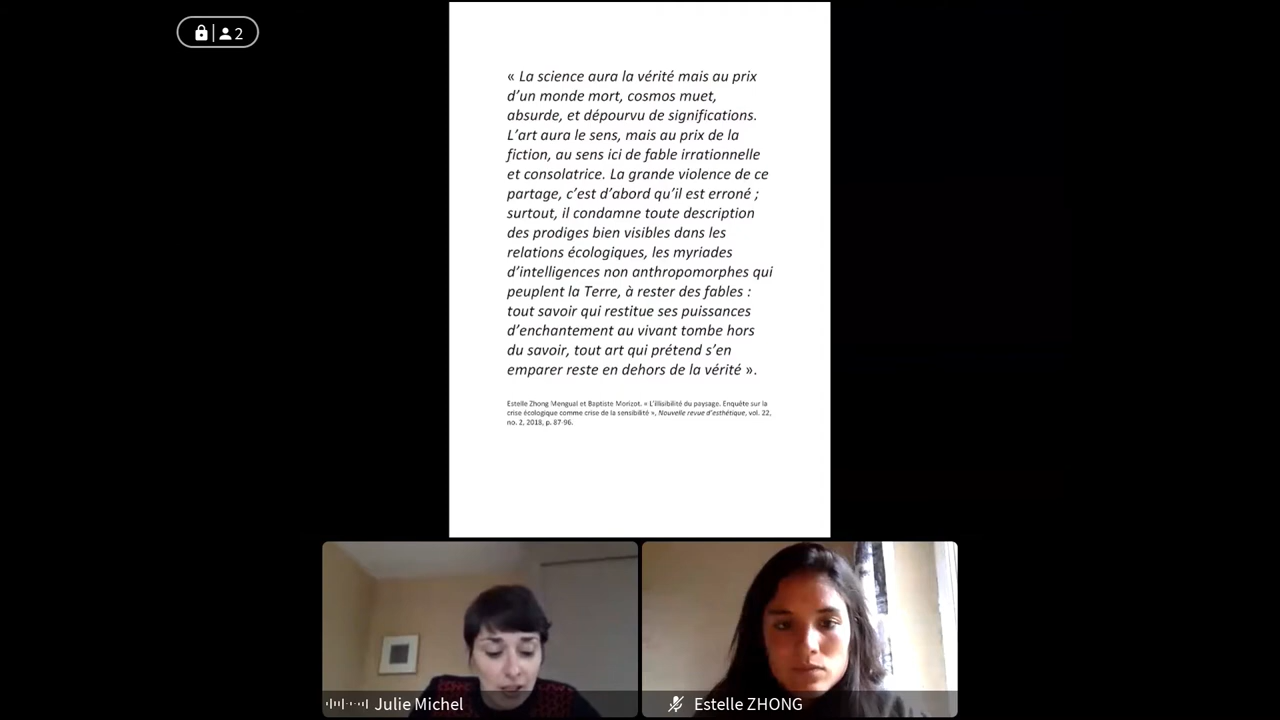 2
« La science aura la vérité mais au prix
d’un monde mort, cosmos muet,
absurde, et dépourvu de significations.
L’art aura le sens, mais au prix de la
fiction, au sens ici de fable irrationnelle
et consolatrice. La grande violence de ce
partage, c’est d’abord qu’il est erroné ;
surtout, il condamne toute description
des prodiges bien visibles dans les
relations écologiques, les myriades
d’intelligences non anthropomorphes qui
peuplent la Terre, à rester des fables :
tout savoir qui restitue ses puissances
d’enchantement au vivant tombe hors
du savoir, tout art qui prétend s’en
emparer reste en dehors de la vérité ».
Estelle Zhong Mengual et Baptiste Morizot. « L’illisibilité du paysage. Enquête sur la
crise écologique comme crise de la sensibilité », Nouvelle revue d’esthétique, vol. 22,
no. 2, 2018, p. 87-96.
Julie Michel
Estelle ZHONG